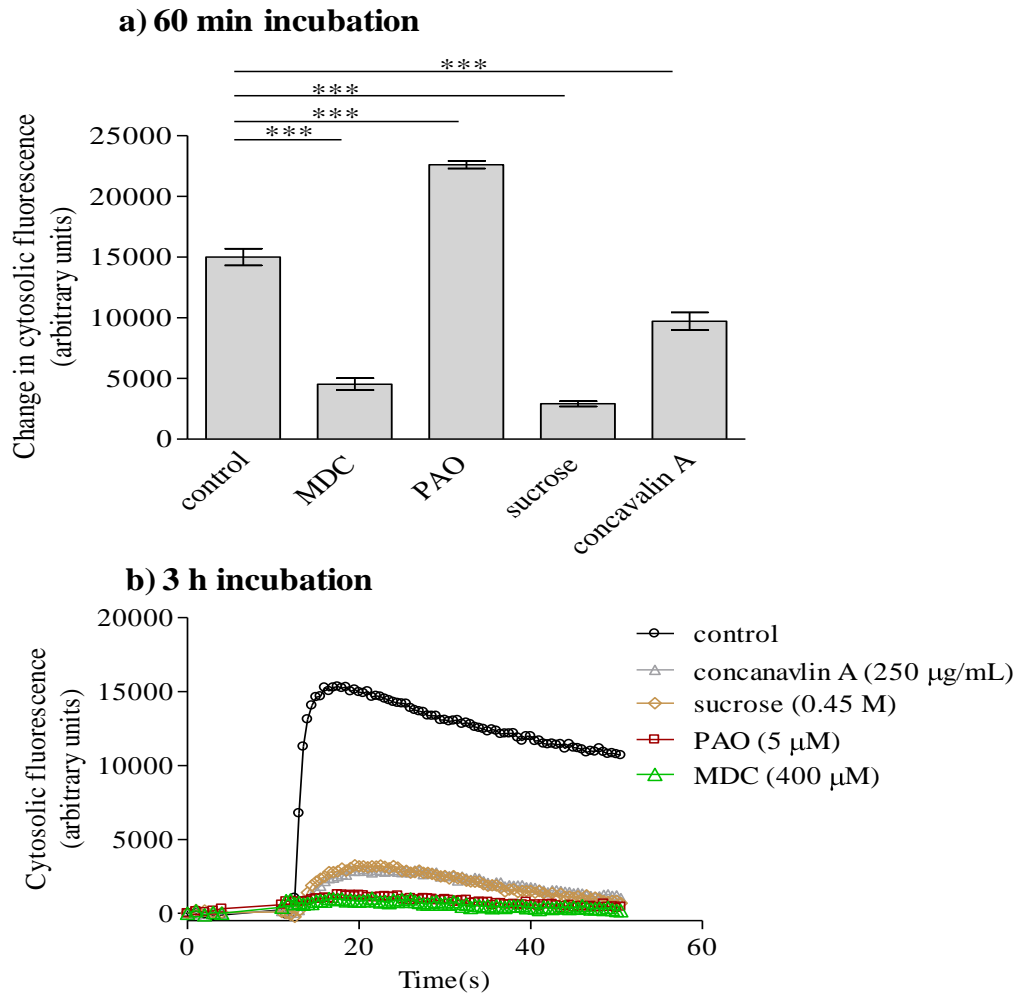 a) 60 min incubation
***
***
***
***
Change in cytosolic fluorescence
(arbitrary units)
25000
20000
15000
10000
5000
0
control
MDC
PAO
sucrose
concavalin A
b) 3 h incubation
Cytosolic fluorescence
(arbitrary units)
20000
15000
10000
5000
0
0
20
40
60
Time(s)
control
concanavlin A (250 µg/mL)
sucrose (0.45 M)
PAO (5 µM)
MDC (400 µM)